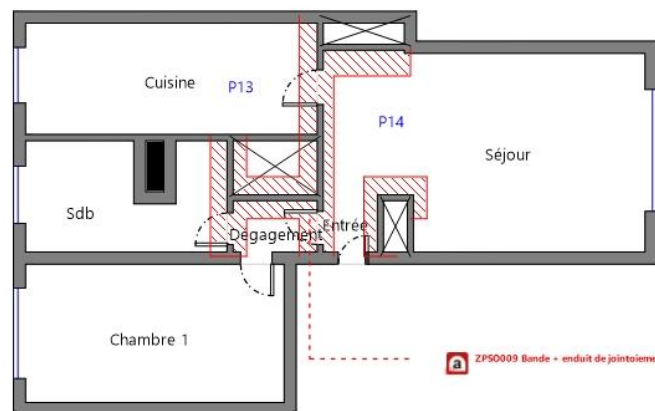 Cuisine
P13
P14
Séjour
Sdb
Entrée
Dégagement
Chambre 1
a ZPSO009 Bande + enduit de jointoieme